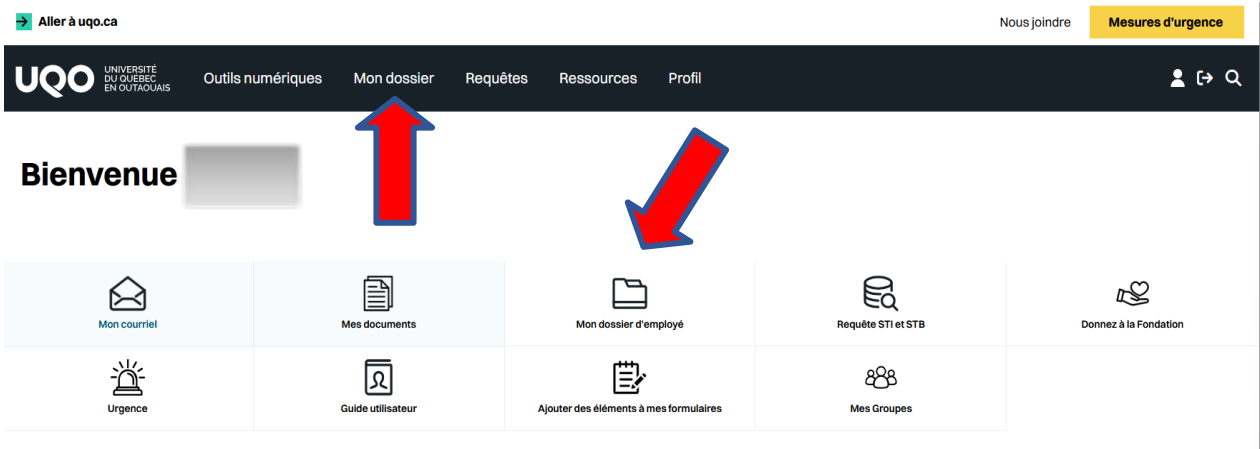 Aller à uqo.ca
Nous joindre
Mesures d'urgence
UQO
UNIVERSITÉ
DU QUÉBEC
EN OUTAOUAIS
Outils numériques
Mon dossier
Requêtes
Ressources
Profil
Bienvenue
Mon courriel
Mes documents
Mon dossier d'employé
Requête STI et STB
Donnez à la Fondation
Urgence
Guide utilisateur
Ajouter des éléments à mes formulaires
Mes Groupes